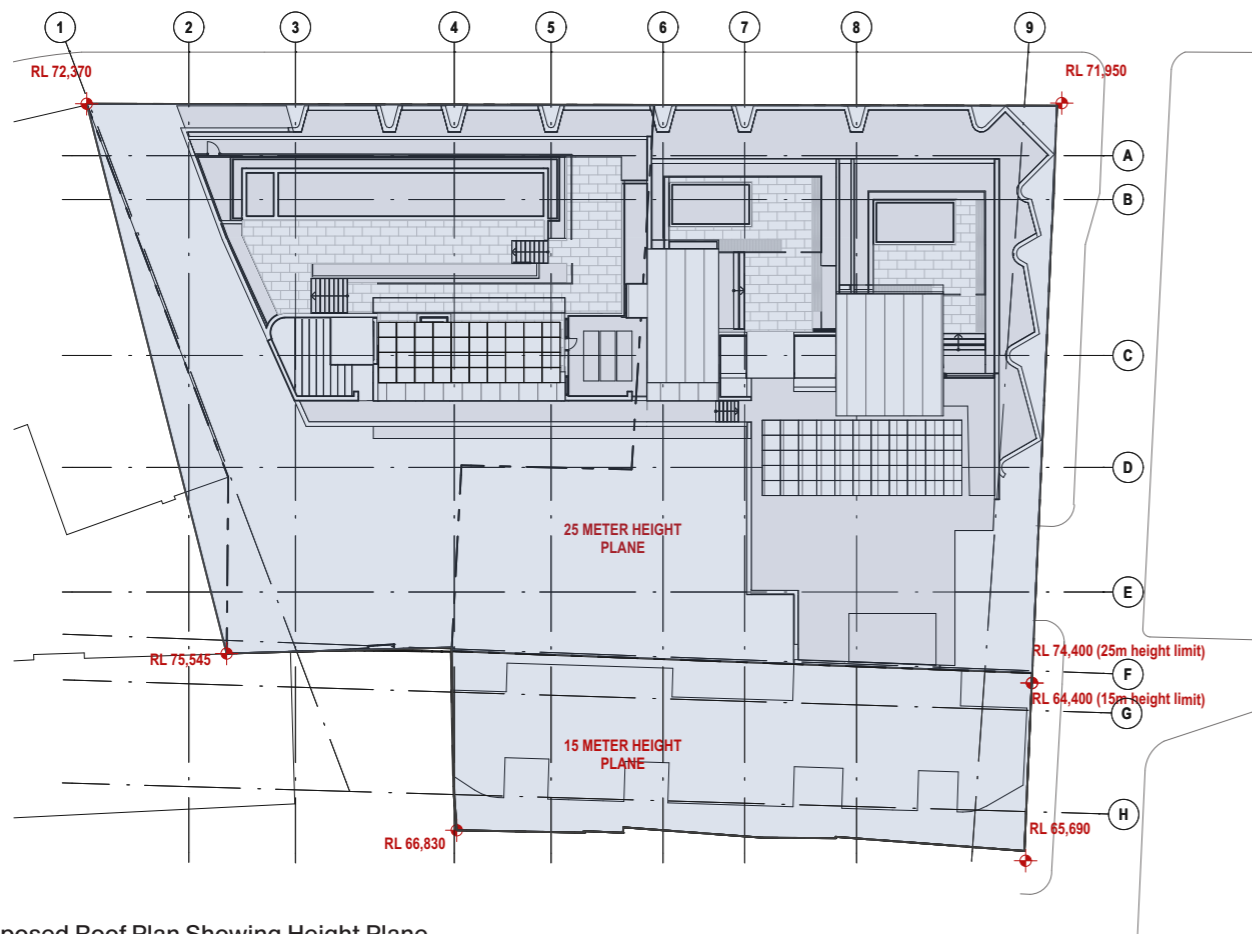 1 2 3 4 5 6 7 8 9
RL 72,370
RL 71,950
A
B
C
D
25 METER HEIGHT
PLANE
E
RL 75,545
RL 74,400 (25m height limit)
F
RL 64,400 (15m height limit)
G
15 METER HEIGHT
PLANE
H
RL 66,830
RL 65,690
posed Roof Plan Showing Height Plane